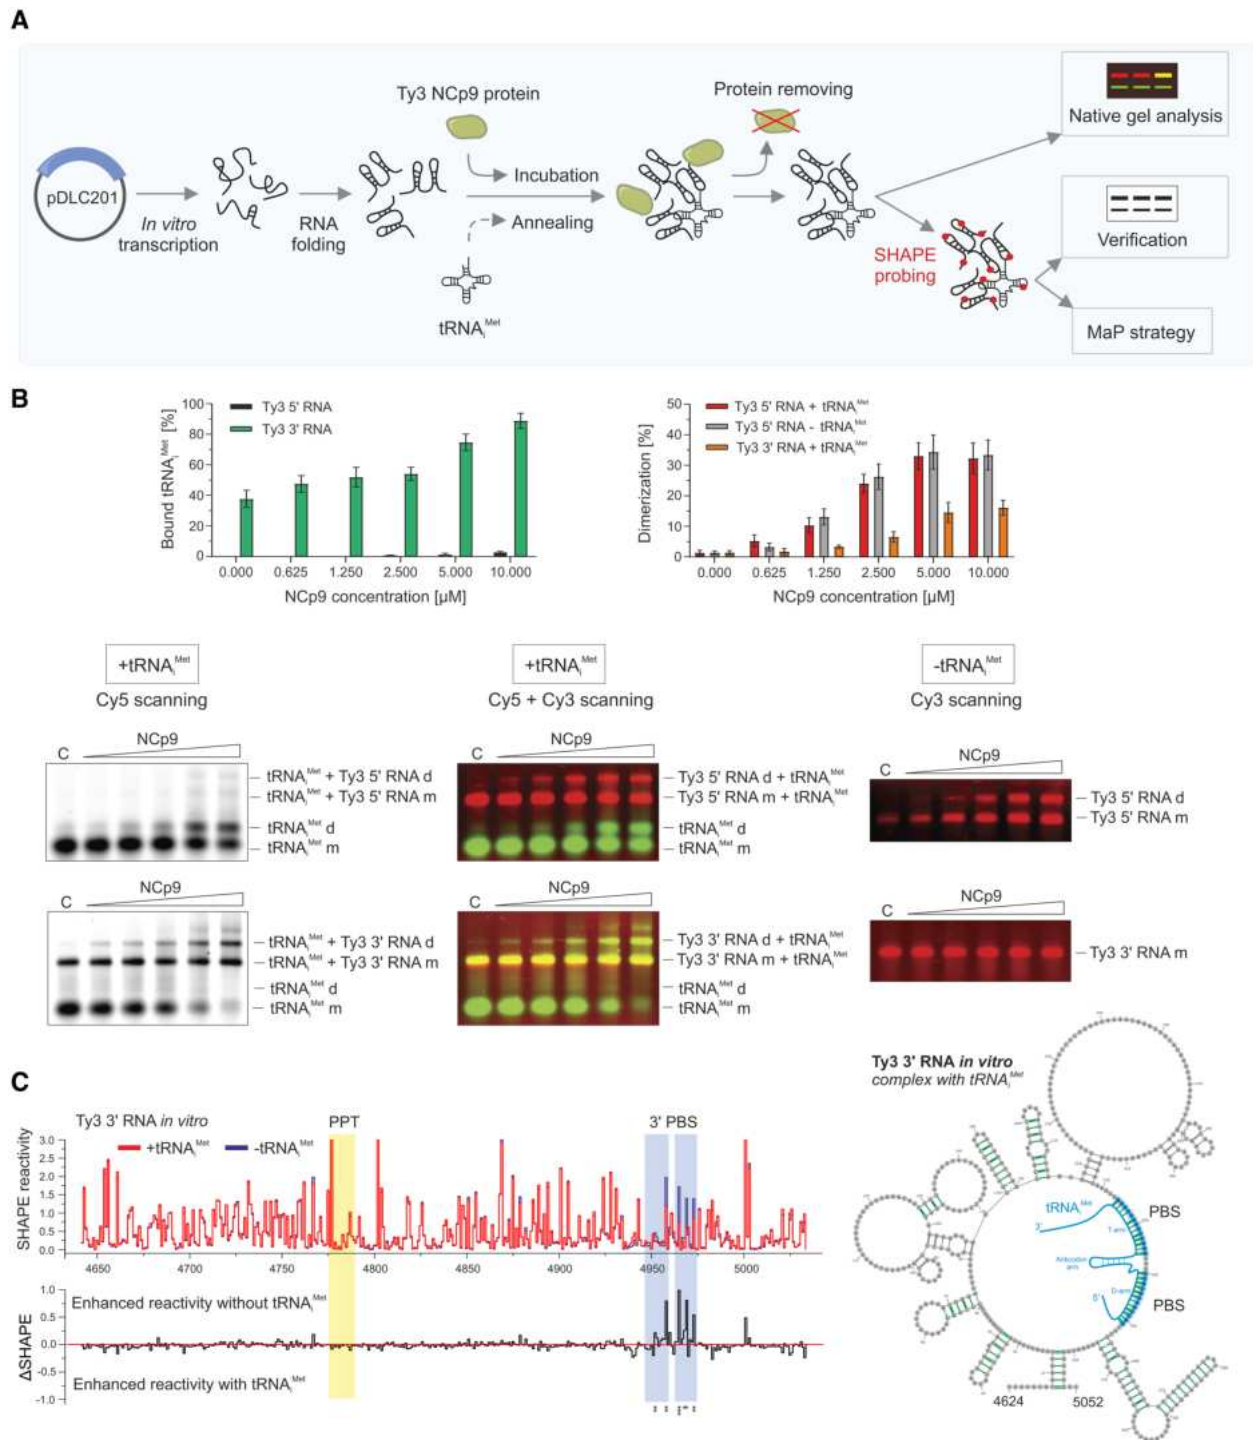 A
Ty3 NCp9 protein
Protein removing
Native gel analysis
pDLC201
Incubation
In vitro
transcription
RNA
folding
Annealing
SHAPE
probing
Verification
tRNAiMet
MaP strategy
B
Bound tRNAiMet [%]
100
80
60
40
20
0
Ty3 5' RNA
Ty3 3' RNA
0.000 0.625 1.250 2.500 5.000 10.000
NCp9 concentration [µM]
Dimerization [%]
50
40
30
20
10
0
Ty3 5' RNA + tRNAiMet
Ty3 5' RNA - tRNAiMet
Ty3 3' RNA + tRNAiMet
0.000 0.625 1.250 2.500 5.000 10.000
NCp9 concentration [µM]
+tRNAiMet
Cy5 scanning
+tRNAiMet
Cy5 + Cy3 scanning
-tRNAiMet
Cy3 scanning
C NCp9
tRNAiMet + Ty3 5' RNA d
tRNAiMet + Ty3 5' RNA m
tRNAiMet d
tRNAiMet m
C NCp9
Ty3 5' RNA d + tRNAiMet
Ty3 5' RNA m + tRNAiMet
tRNAiMet d
tRNAiMet m
C NCp9
Ty3 5' RNA d
Ty3 5' RNA m
C NCp9
tRNAiMet + Ty3 3' RNA d
tRNAiMet + Ty3 3' RNA m
tRNAiMet d
tRNAiMet m
C NCp9
Ty3 3' RNA d + tRNAiMet
Ty3 3' RNA m + tRNAiMet
tRNAiMet d
tRNAiMet m
C NCp9
Ty3 3' RNA m
C
Ty3 3' RNA in vitro
PPT
3' PBS
+tRNAiMet -tRNAiMet
SHAPE reactivity
3.0
2.5
2.0
1.5
1.0
0.5
0.0
4650 4700 4750 4800 4850 4900 4950 5000
ΔSHAPE
1.0
0.5
0.0
-0.5
-1.0
Enhanced reactivity without tRNAiMet
Enhanced reactivity with tRNAiMet
Ty3 3' RNA in vitro
complex with tRNAiMet
tRNAiMet
3'
T-arm
PBS
Anticodon
arm
D-arm
5'
PBS
4624 5052